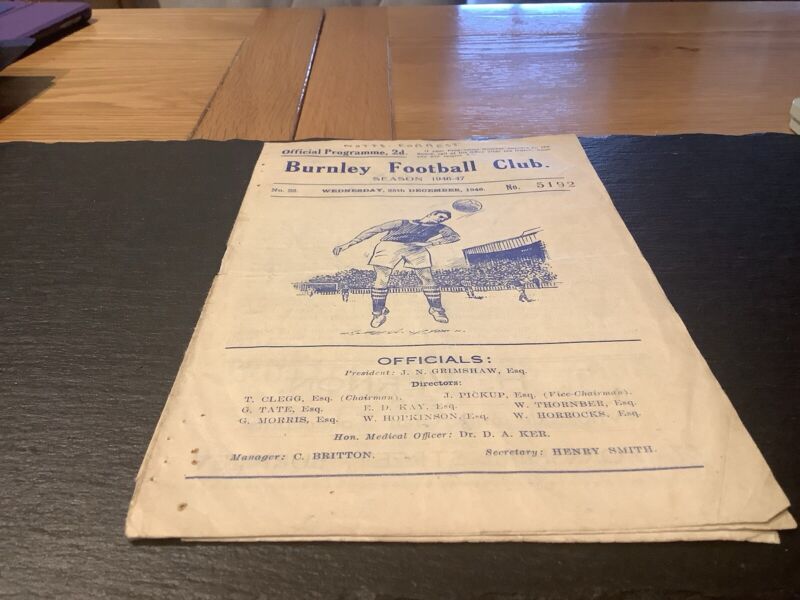 NOTTS. FORREST
Official Programme, 2d.
Burnley Football Club.
SEASON 1946-47
WEDNESDAY, 25th DECEMBER, 1946. No. 5192
OFFICIALS:
President: J. N. GRIMSHAW, Esq.
Directors:
T. CLEGG, Esq. (Chairman). J. PICKUP, Esq. (Vice-Chairman).
G. TATE, Esq. E. D. KAY, Esq. W. THORNBER, Esq.
G. MORRIS, Esq. W. HOPKINSON, Esq. W. HORROCKS, Esq.
Hon. Medical Officer: Dr. D. A. KER.
Manager: C. BRITTON. Secretary: HENRY SMITH.